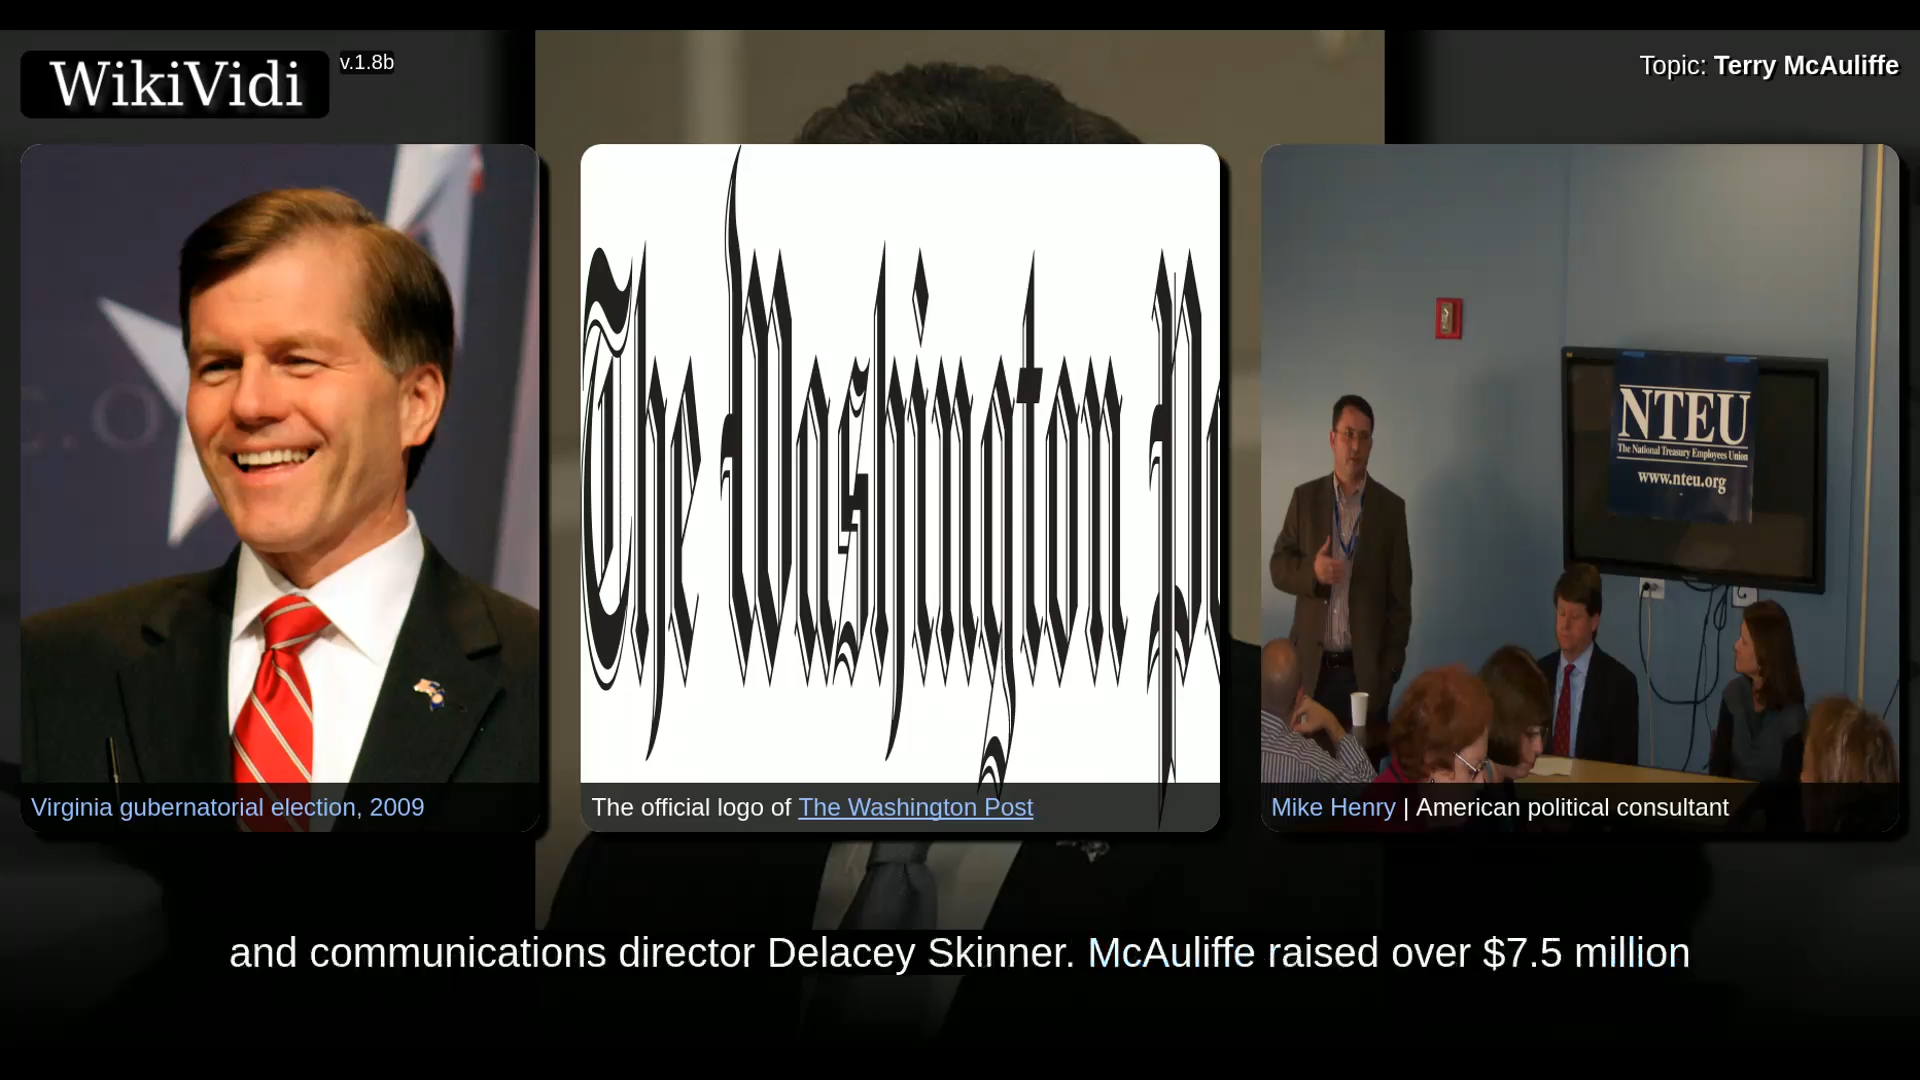 WikiVidi
v.1.8b
Topic: Terry McAuliffe
The Washington Po
NTEU
The National Treasury Employees Union
www.nteu.org
Virginia gubernatorial election, 2009
The official logo of The Washington Post
Mike Henry | American political consultant
and communications director Delacey Skinner. McAuliffe raised over $7.5 million